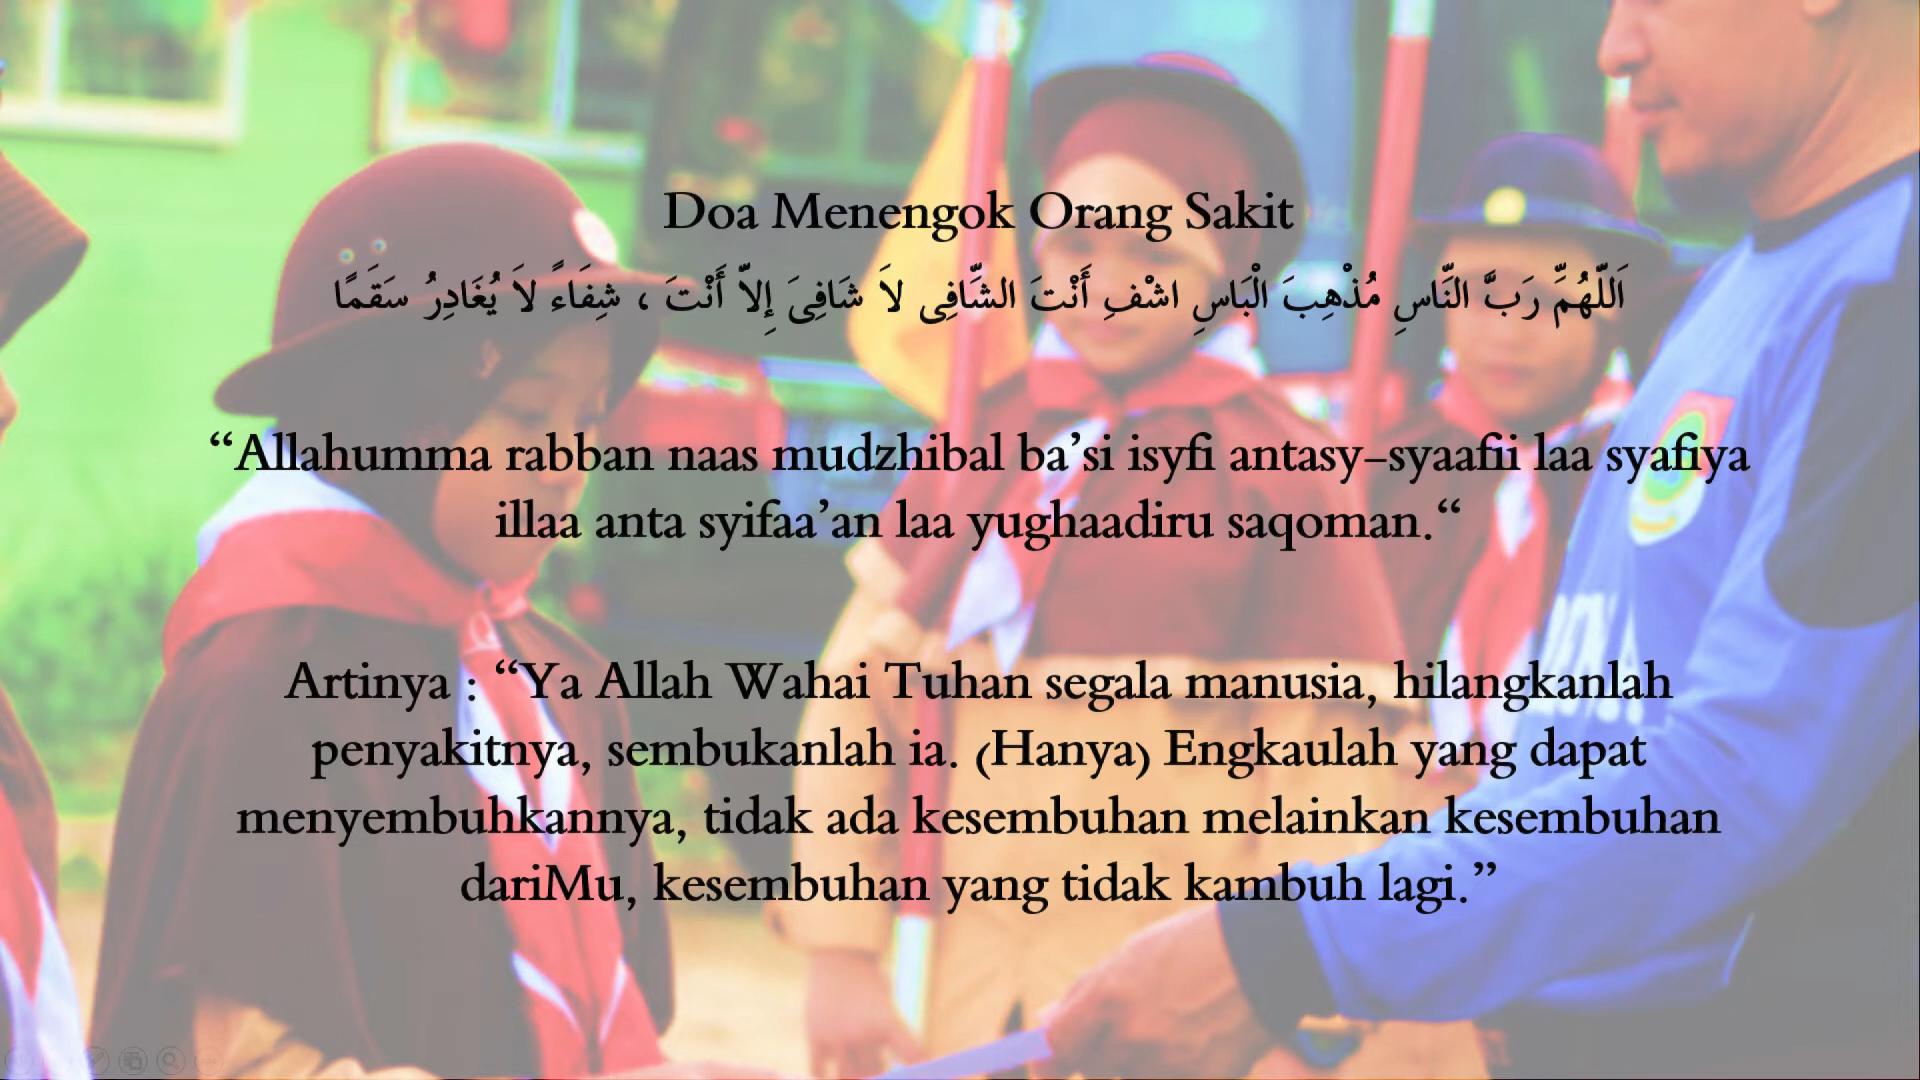 Doa Menengok Orang Sakit
اَللّهُمِّ رَبَّ النَّاسِ مُذْهِبَ الْبَاسِ اشْفِ أَنْتَ الشَّافِى لاَ شَافِىَ إِلاّ أَنْتَ ، شِفَاءً لاَ يُغَادِرُ سَقَمًا
“Allahumma rabban naas mudzhibal ba’si isyfi antasy-syaafii laa syafiya
illaa anta syifaa’an laa yughaadiru saqoman.“
Artinya : “Ya Allah Wahai Tuhan segala manusia, hilangkanlah
penyakitnya, sembukanlah ia. (Hanya) Engkaulah yang dapat
menyembuhkannya, tidak ada kesembuhan melainkan kesembuhan
dariMu, kesembuhan yang tidak kambuh lagi.”